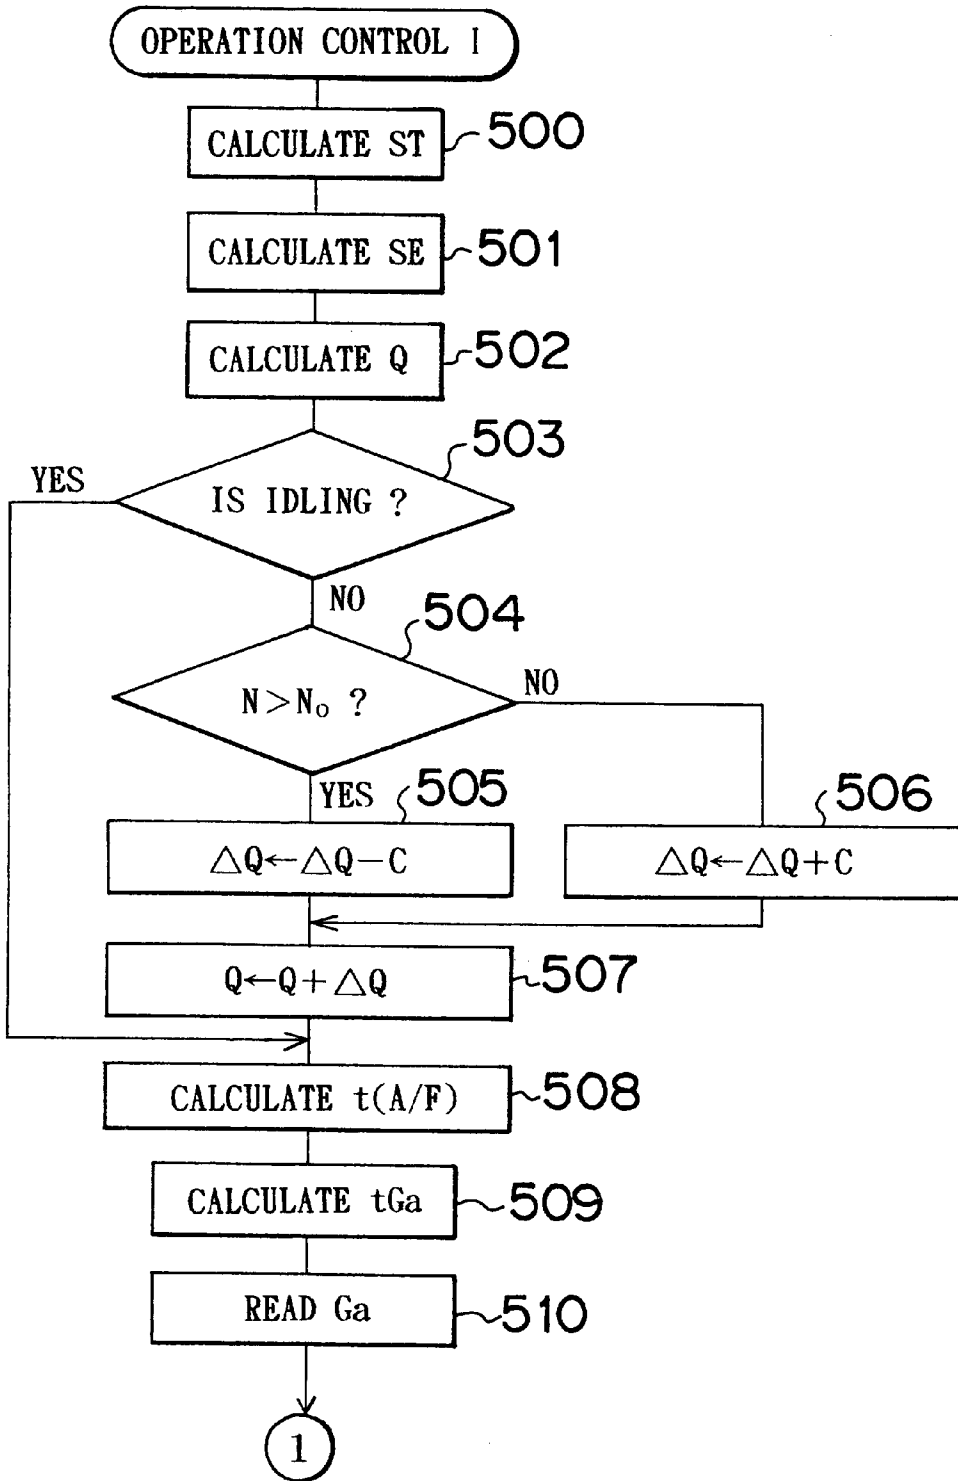 OPERATION CONTROL I
CALCULATE ST
500
CALCULATE SE
501
CALCULATE Q
502
503
YES
IS IDLING ?
NO
504
N>N₀ ?
NO
YES
505
506
△Q←△Q−C
△Q←△Q+C
Q←Q+△Q
507
CALCULATE t(A/F)
508
CALCULATE tGa
509
READ Ga
510
1